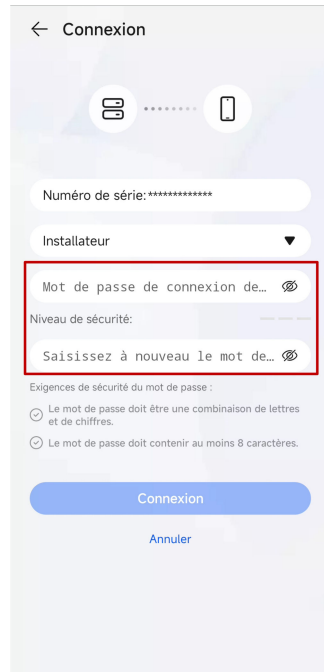 Connexion
Numéro de série:*************
Installateur
Mot de passe de connexion de…
Niveau de sécurité:
Saisissez à nouveau le mot de…
Exigences de sécurité du mot de passe :
Le mot de passe doit être une combinaison de lettres
et de chiffres.
Le mot de passe doit contenir au moins 8 caractères.
Connexion
Annuler